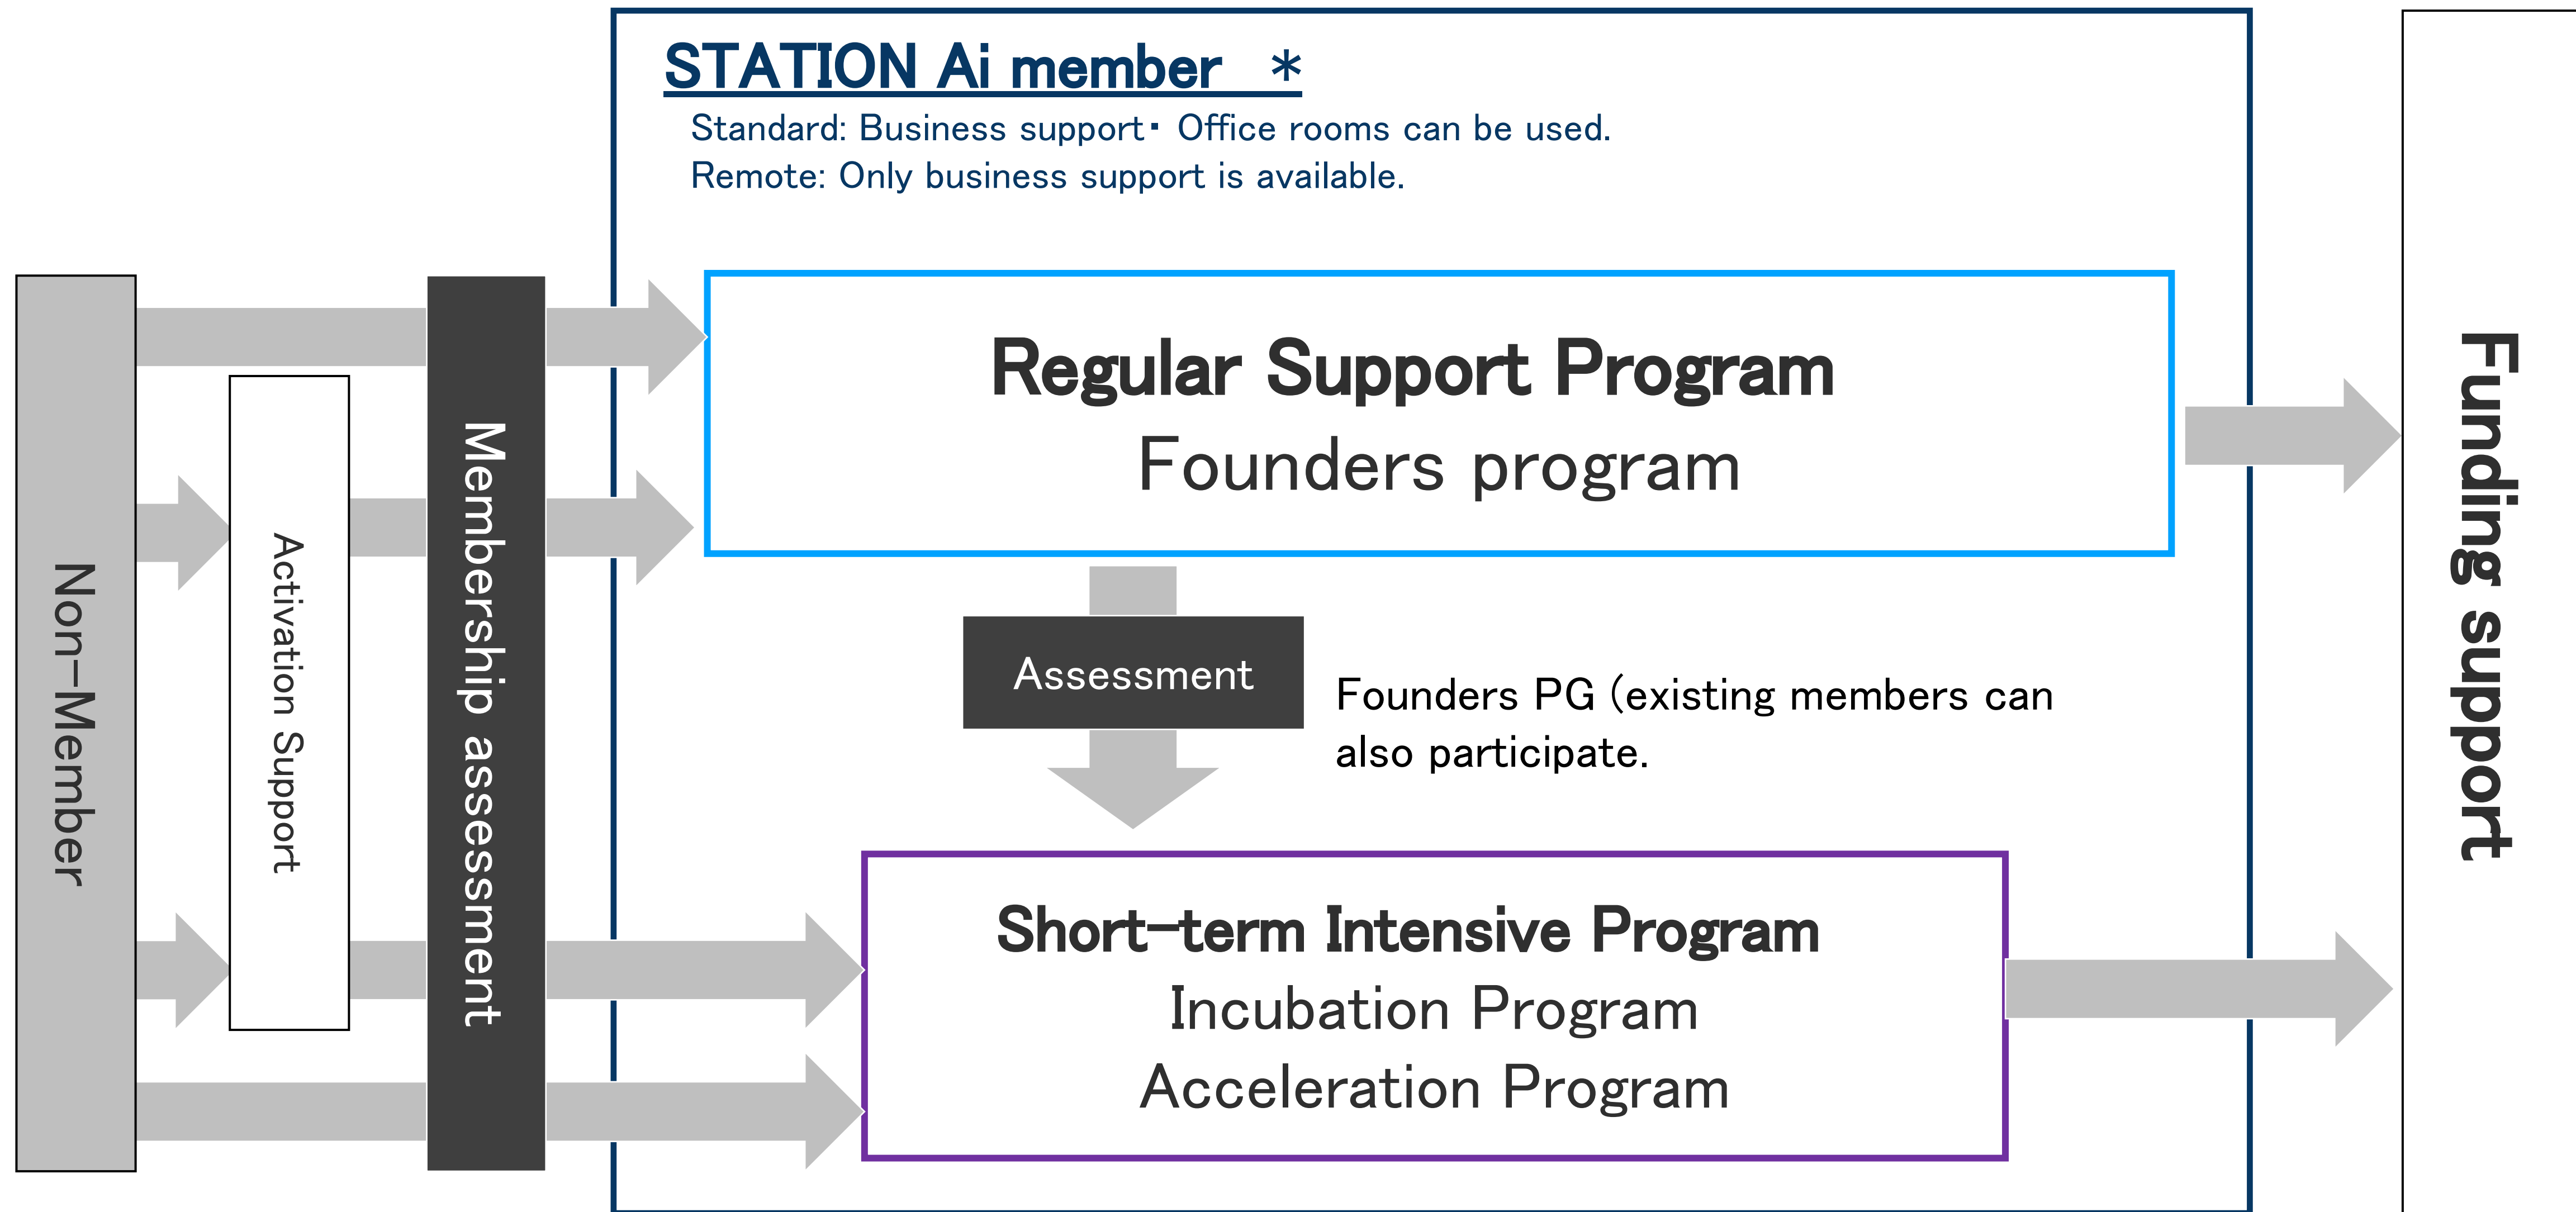 STATION Ai member *
Standard: Business support･ Office rooms can be used.
Remote: Only business support is available.
Non-Member
Activation Support
Membership assessment
Regular Support Program
Founders program
Assessment
Founders PG (existing members can
also participate.
Short-term Intensive Program
Incubation Program
Acceleration Program
Funding support